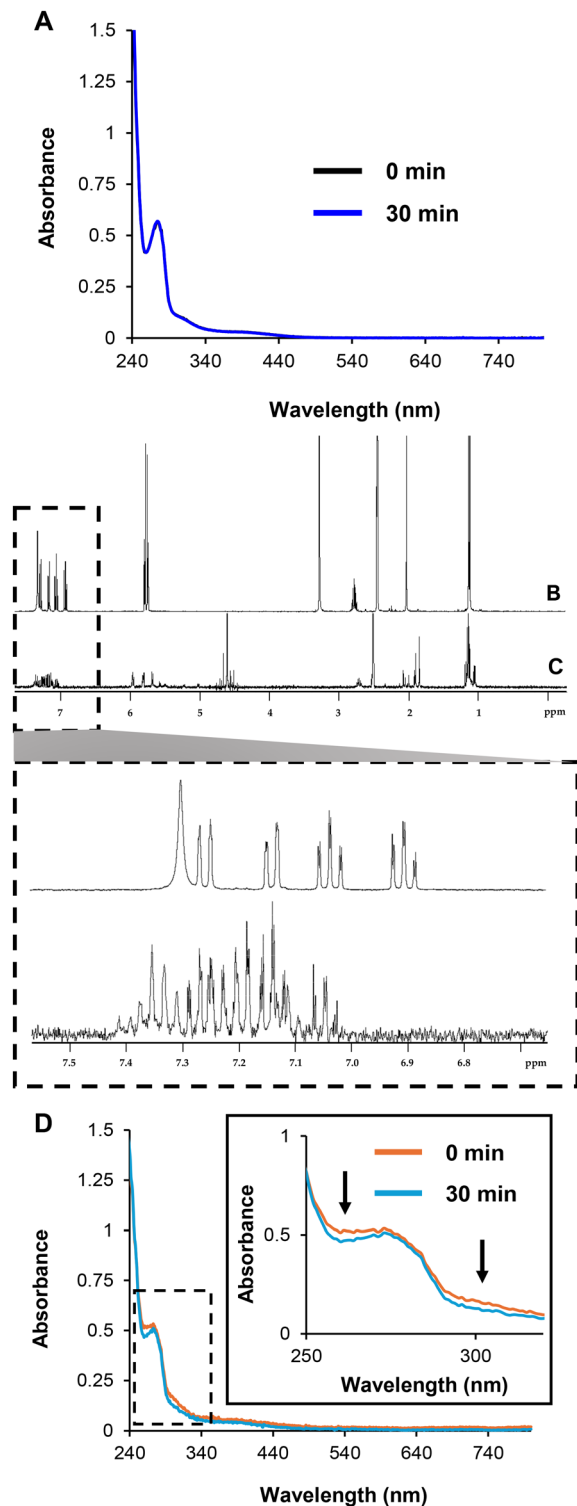 A
1.5
1.25
1
0.75
0.5
0.25
0
Absorbance
0 min
30 min
240 340 440 540 640 740
Wavelength (nm)
B
C
7 6 5 4 3 2 1 ppm
7.5 7.4 7.3 7.2 7.1 7.0 6.9 6.8 ppm
D
1.5
1.25
1
0.75
0.5
0.25
0
Absorbance
240 340 440 540 640 740
Wavelength (nm)
1
0.5
0
Absorbance
0 min
30 min
250 300
Wavelength (nm)